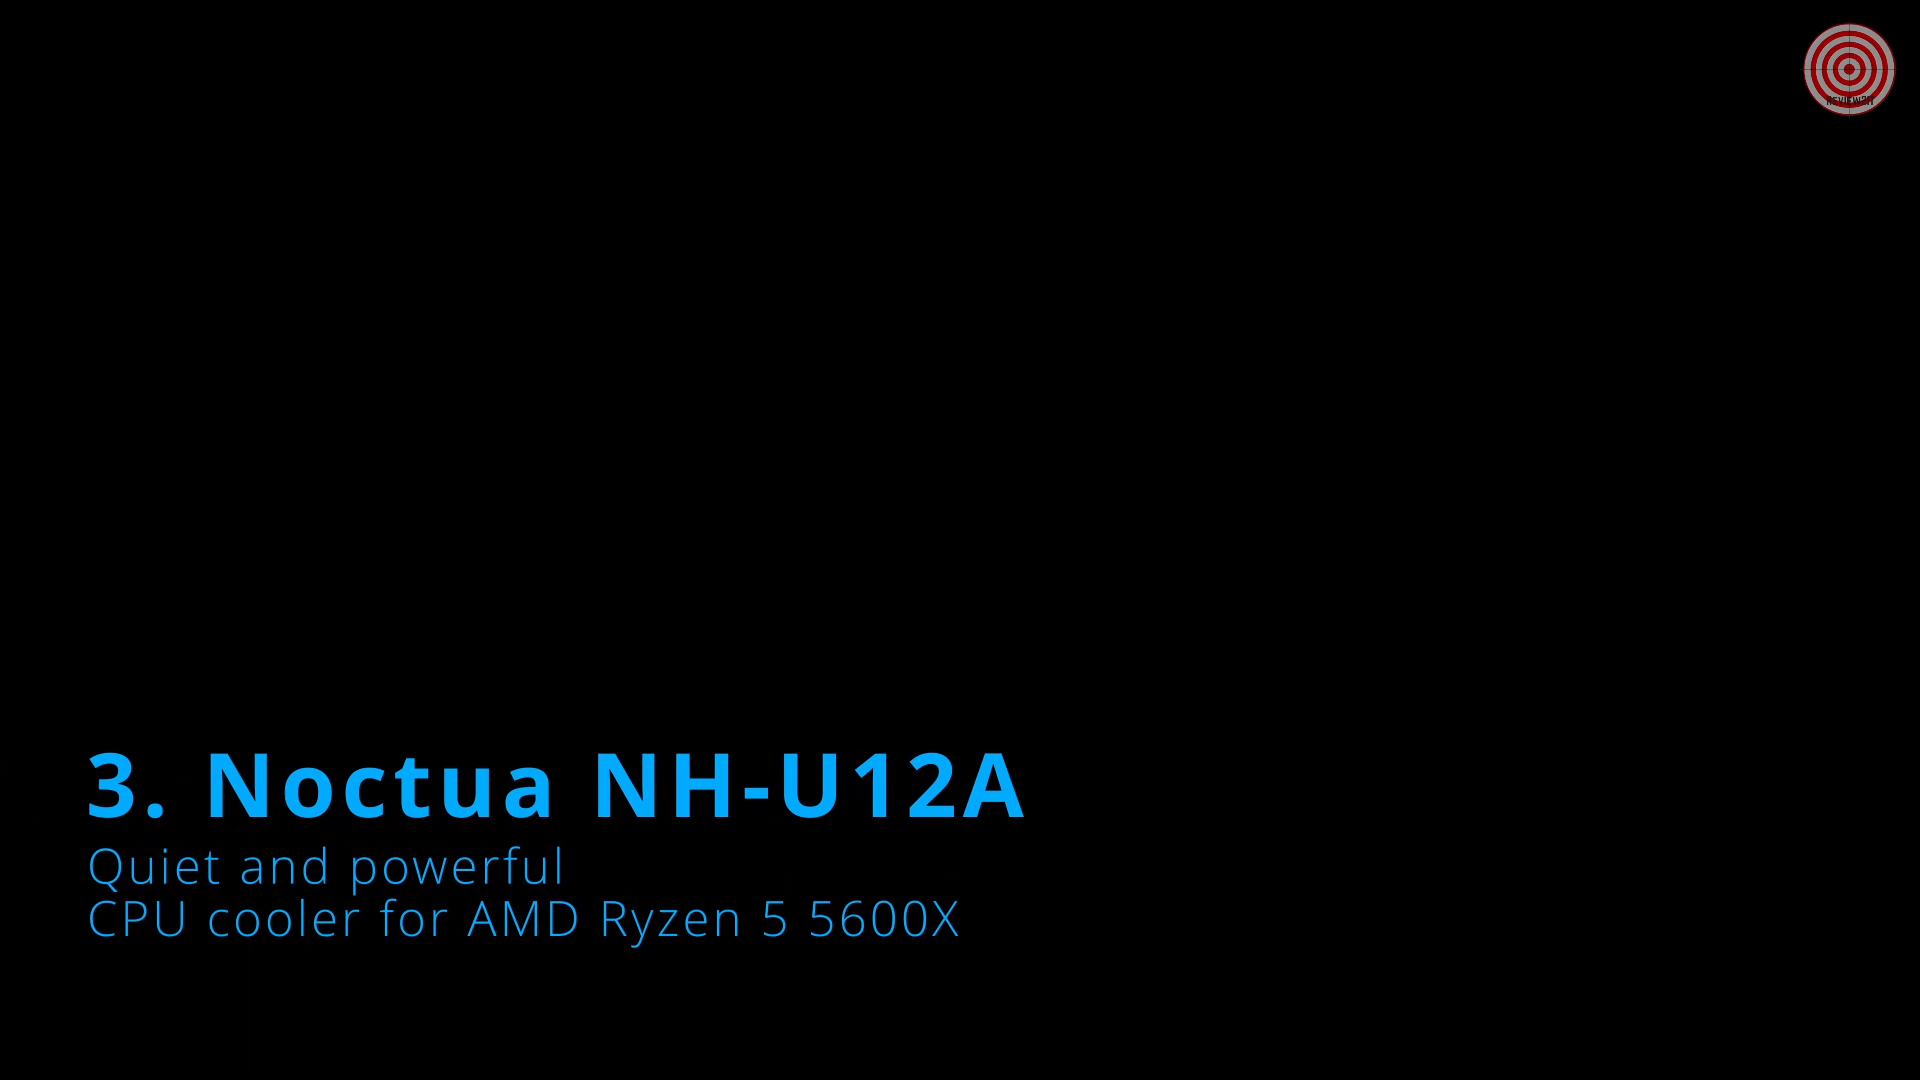 3. Noctua NH-U12A
Quiet and powerful
CPU cooler for AMD Ryzen 5 5600X